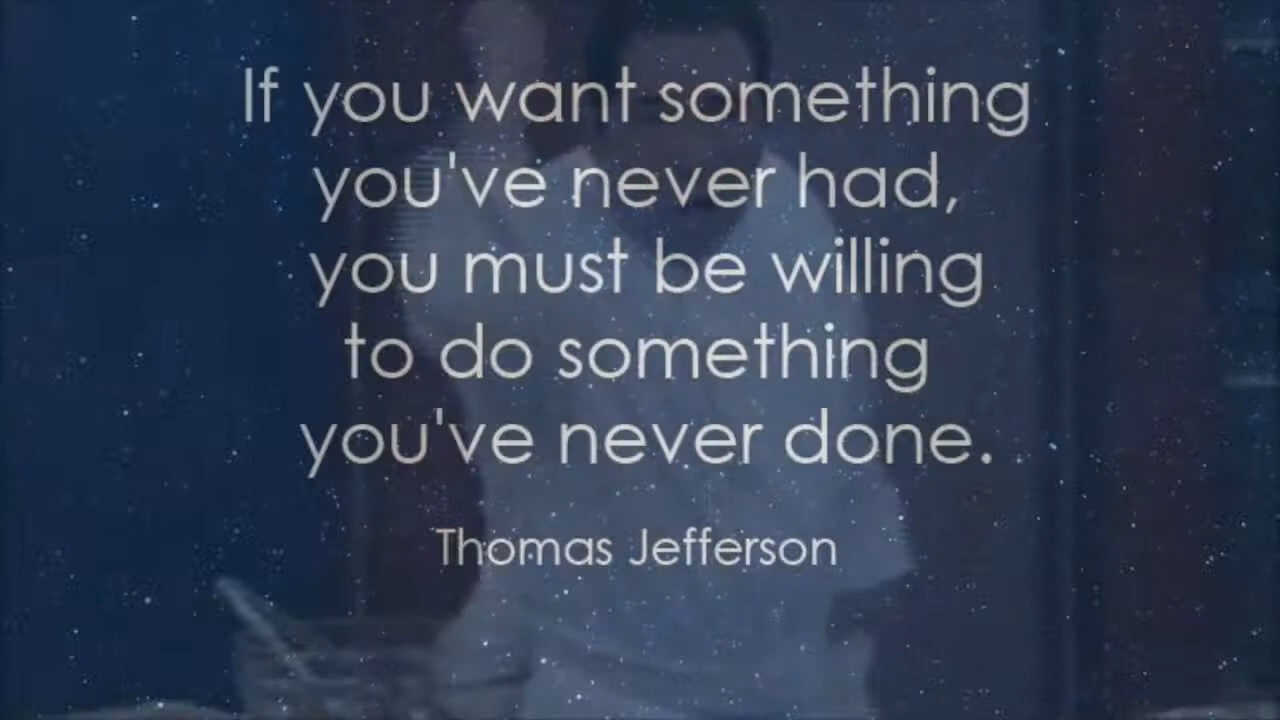 If you want something
you've never had,
you must be willing
to do something
you've never done.
Thomas Jefferson